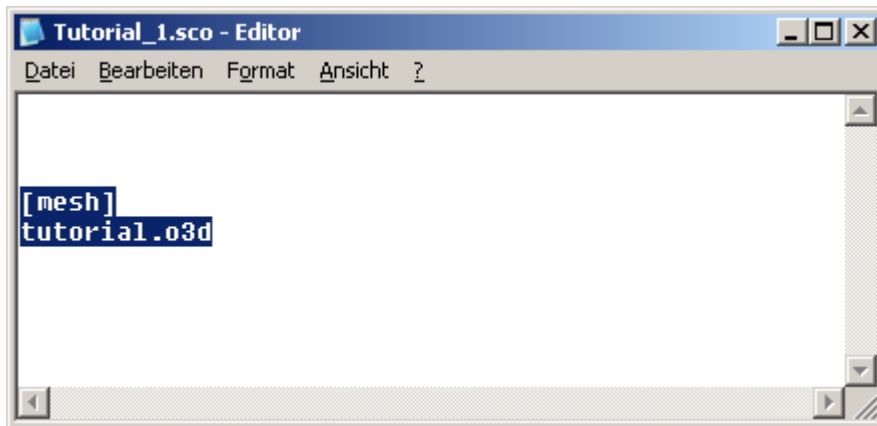 Tutorial_1.sco - Editor
Datei Bearbeiten Format Ansicht ?
[mesh]
tutorial.o3d